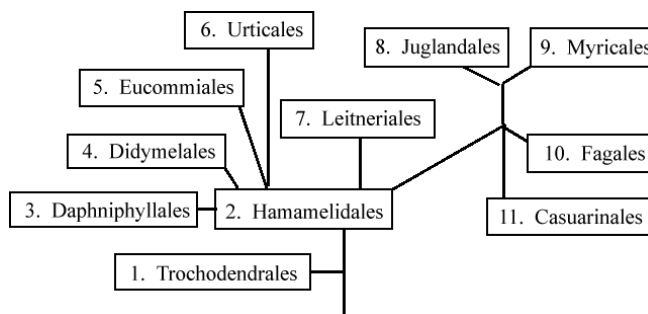 6. Urticales
8. Juglandales
9. Myricales
5. Eucommiales
7. Leitneriales
4. Didymelales
10. Fagales
3. Daphniphyllales
2. Hamamelidales
11. Casuarinales
1. Trochodendrales